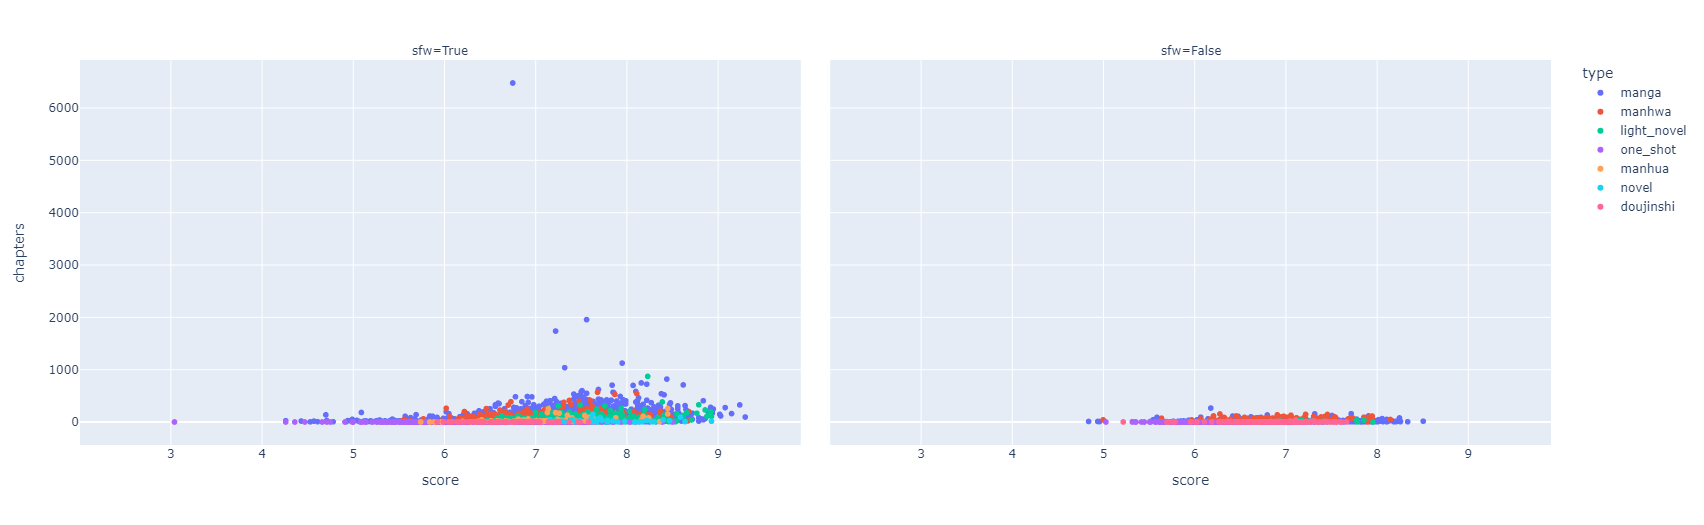 sfw=True
sfw=False
chapters
6000
5000
4000
3000
2000
1000
0
3 4 5 6 7 8 9
score
3 4 5 6 7 8 9
score
type
manga
manhwa
light_novel
one_shot
manhua
novel
doujinshi